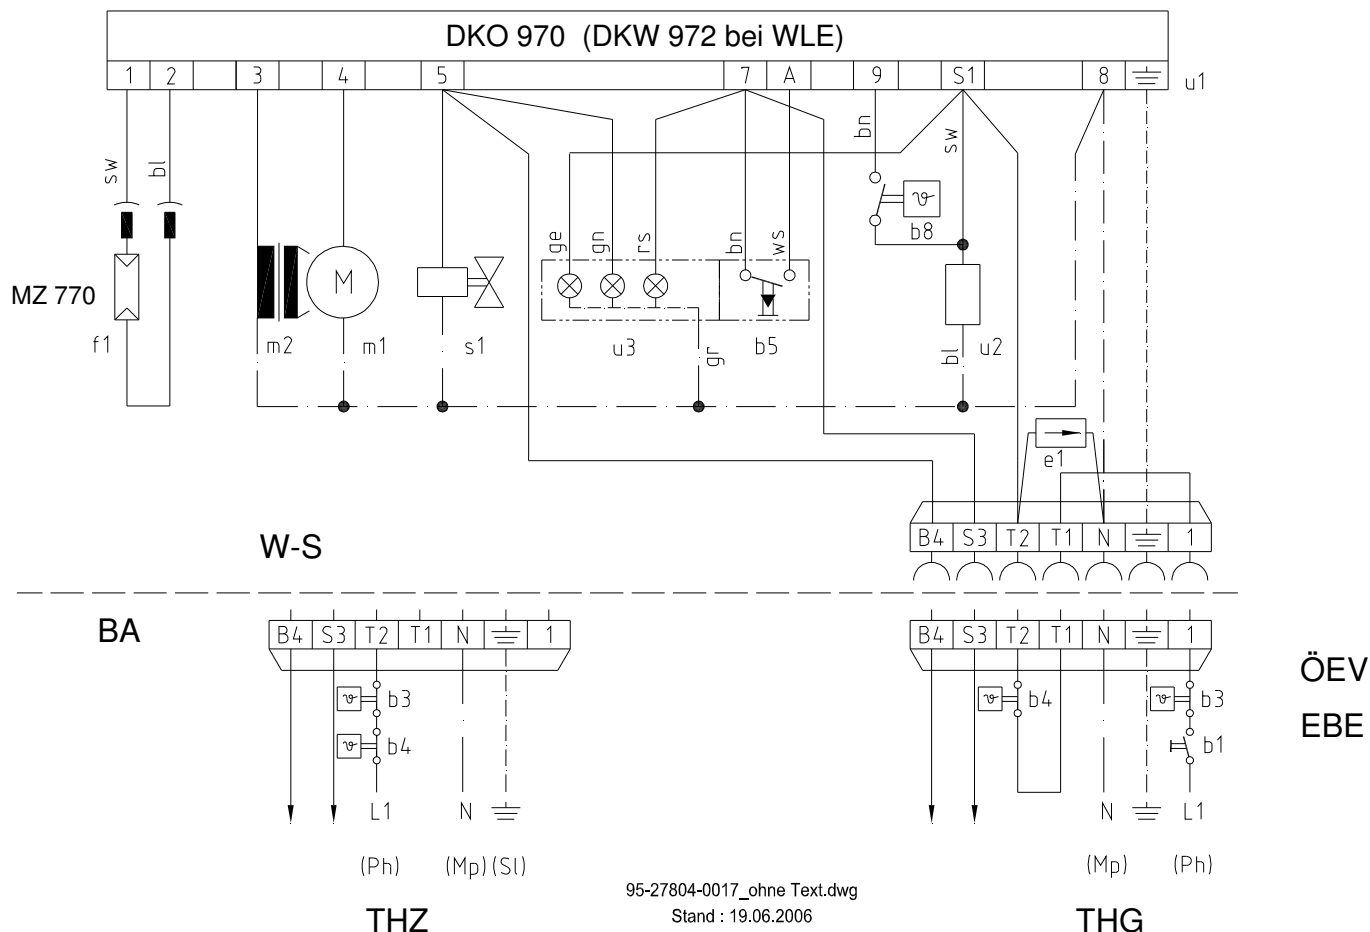 DKO 970 (DKW 972 bei WLE)
1 2 3 4 5 7 A 9 S1 8 u1
sw bl bn sw
b8
ge gn rs bn ws
MZ 770
M
f1 m2 m1 s1 u3 gr b5 bl u2
e1
B4 S3 T2 T1 N 1
W-S
BA
B4 S3 T2 T1 N 1
B4 S3 T2 T1 N 1
ÖEV
b3 b4 b3
EBE
b4 b1
L1 N N L1
(Ph) (Mp) (Sl) (Mp) (Ph)
95-27804-0017_ohne Text.dwg
Stand : 19.06.2006
THZ THG